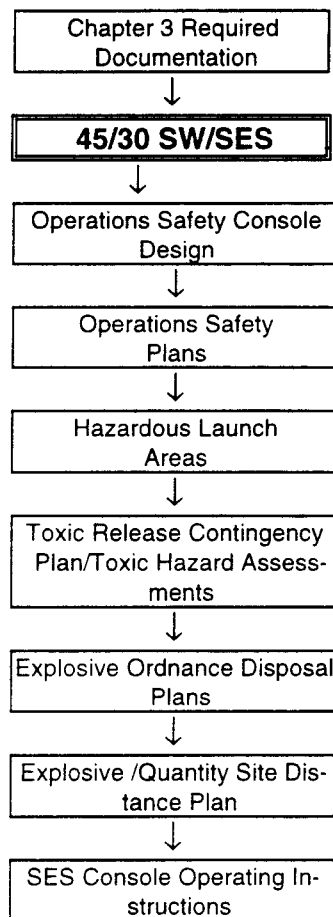 Chapter 3 Required
Documentation
45/30 SW/SES
Operations Safety Console
Design
Operations Safety
Plans
Hazardous Launch
Areas
Toxic Release Contingency
Plan/Toxic Hazard Assess-
ments
Explosive Ordnance Disposal
Plans
Explosive /Quantity Site Dis-
tance Plan
SES Console Operating In-
structions